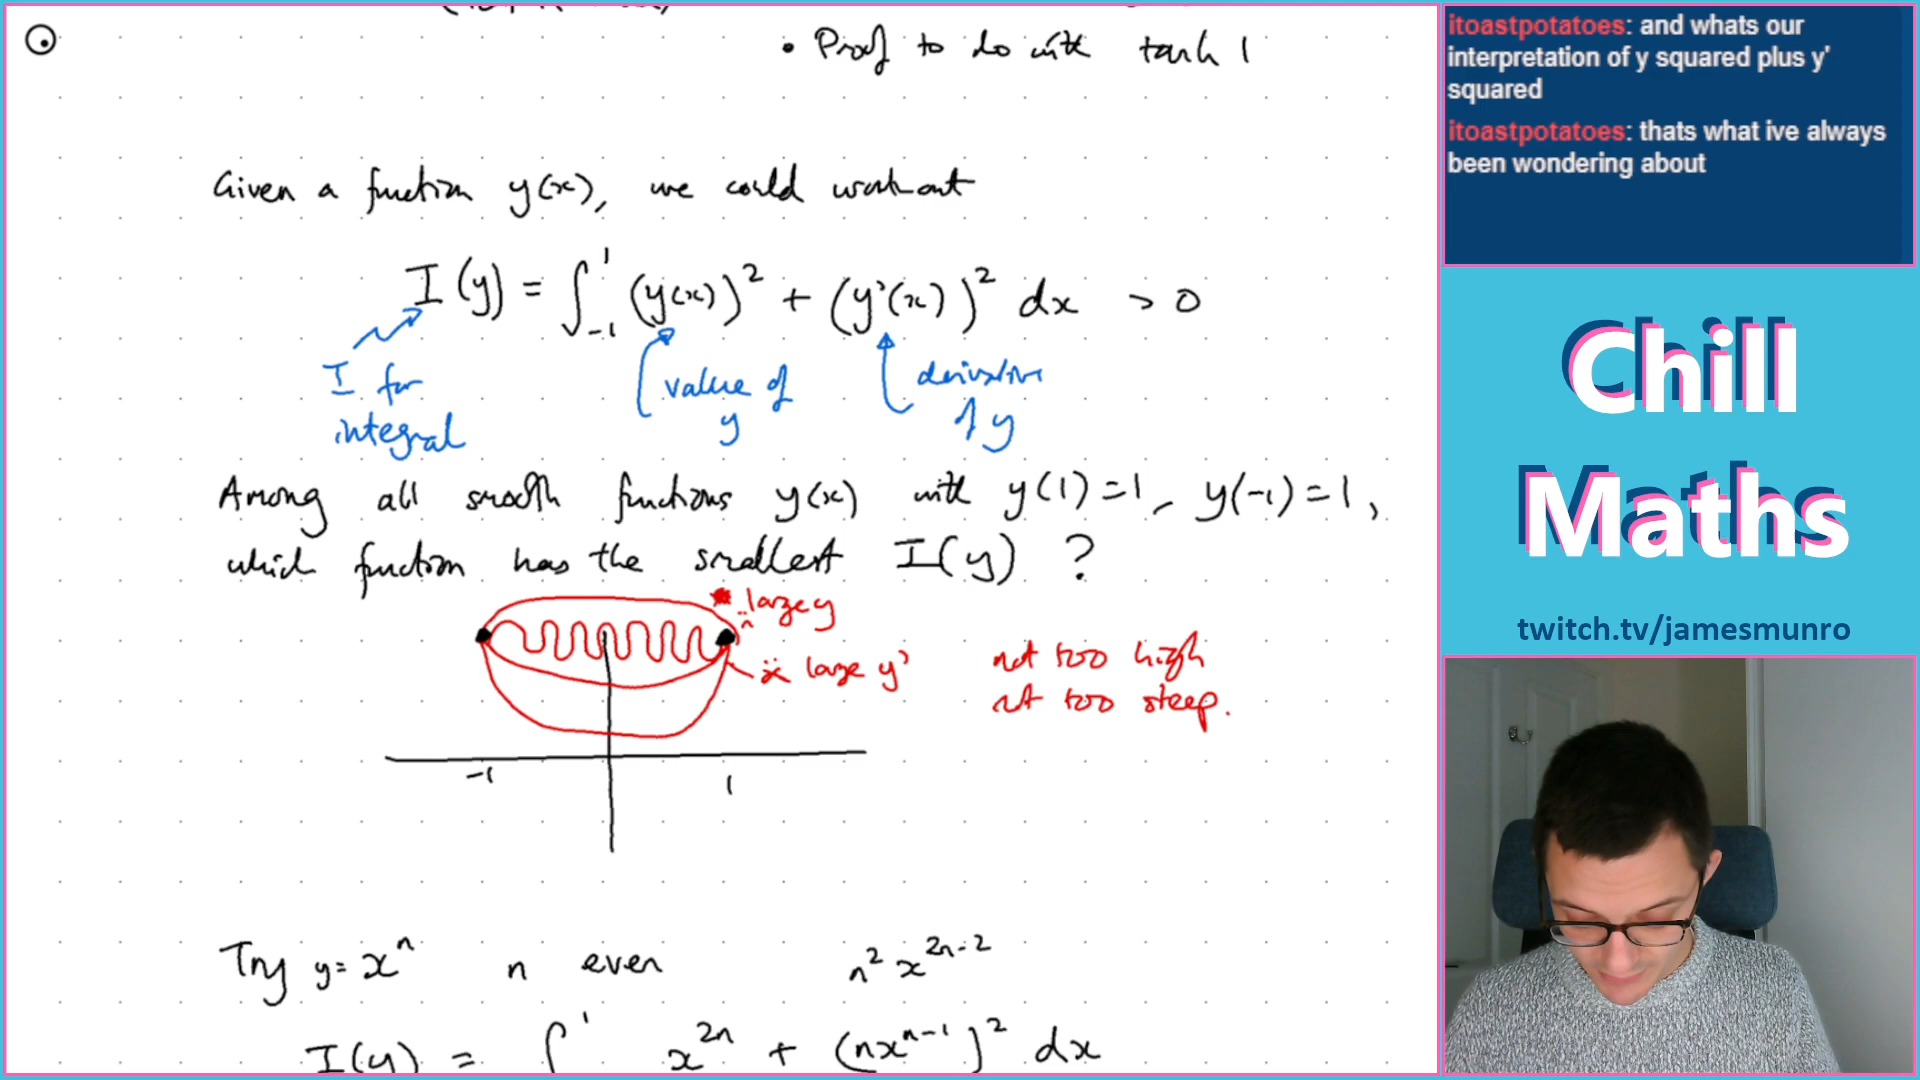 • Proof to do with tanh 1
Given a function y(x), we could work out
I(y) = ∫₋₁¹ (y(x))² + (y'(x))² dx > 0
I for integral
value of y
derivative of y
Among all smooth functions y(x) with y(1)=1, y(-1)=1,
which function has the smallest I(y) ?
large y
large y'
not too high
not too steep.
-1
1
Try y= xⁿ n even n² x²ⁿ⁻²
I(y) = ∫ ¹ x²ⁿ + (nxⁿ⁻¹)² dx
itoastpotatoes: and whats our
interpretation of y squared plus y'
squared
itoastpotatoes: thats what ive always
been wondering about
Chill
Maths
twitch.tv/jamesmunro